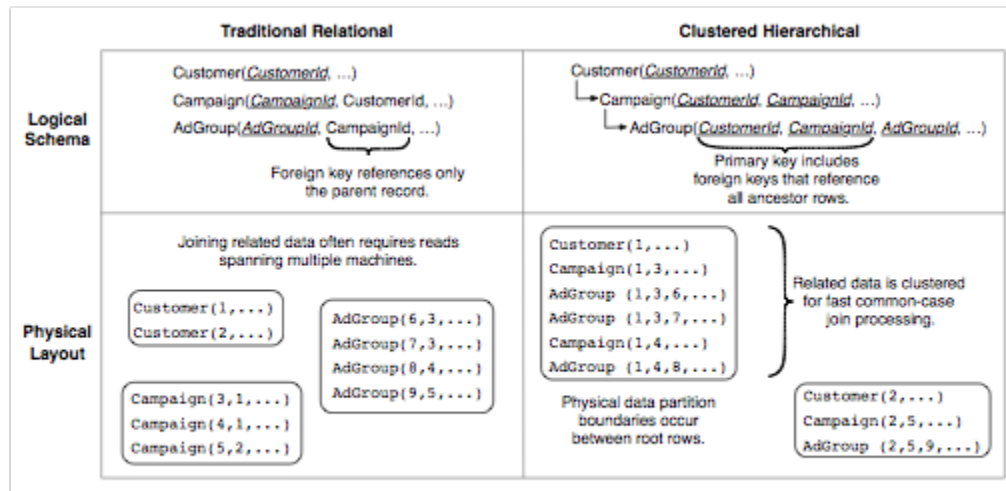 Traditional Relational
Clustered Hierarchical
Logical
Schema
Customer(CustomerId, ...)
Campaign(CampaignId, CustomerId, ...)
AdGroup(AdGroupId, CampaignId, ...)
Foreign key references only
the parent record.
Customer(CustomerId, ...)
Campaign(CustomerId, CampaignId, ...)
AdGroup(CustomerId, CampaignId, AdGroupId, ...)
Primary key includes
foreign keys that reference
all ancestor rows.
Physical
Layout
Joining related data often requires reads
spanning multiple machines.
Customer(1,...)
Customer(2,...)
AdGroup(6,3,...)
AdGroup(7,3,...)
AdGroup(8,4,...)
AdGroup(9,5,...)
Campaign(3,1,...)
Campaign(4,1,...)
Campaign(5,2,...)
Customer(1,...)
Campaign(1,3,...)
AdGroup (1,3,6,...)
AdGroup (1,3,7,...)
Campaign(1,4,...)
AdGroup (1,4,8,...)
Related data is clustered
for fast common-case
join processing.
Physical data partition
boundaries occur
between root rows.
Customer(2,...)
Campaign(2,5,...)
AdGroup (2,5,9,...)